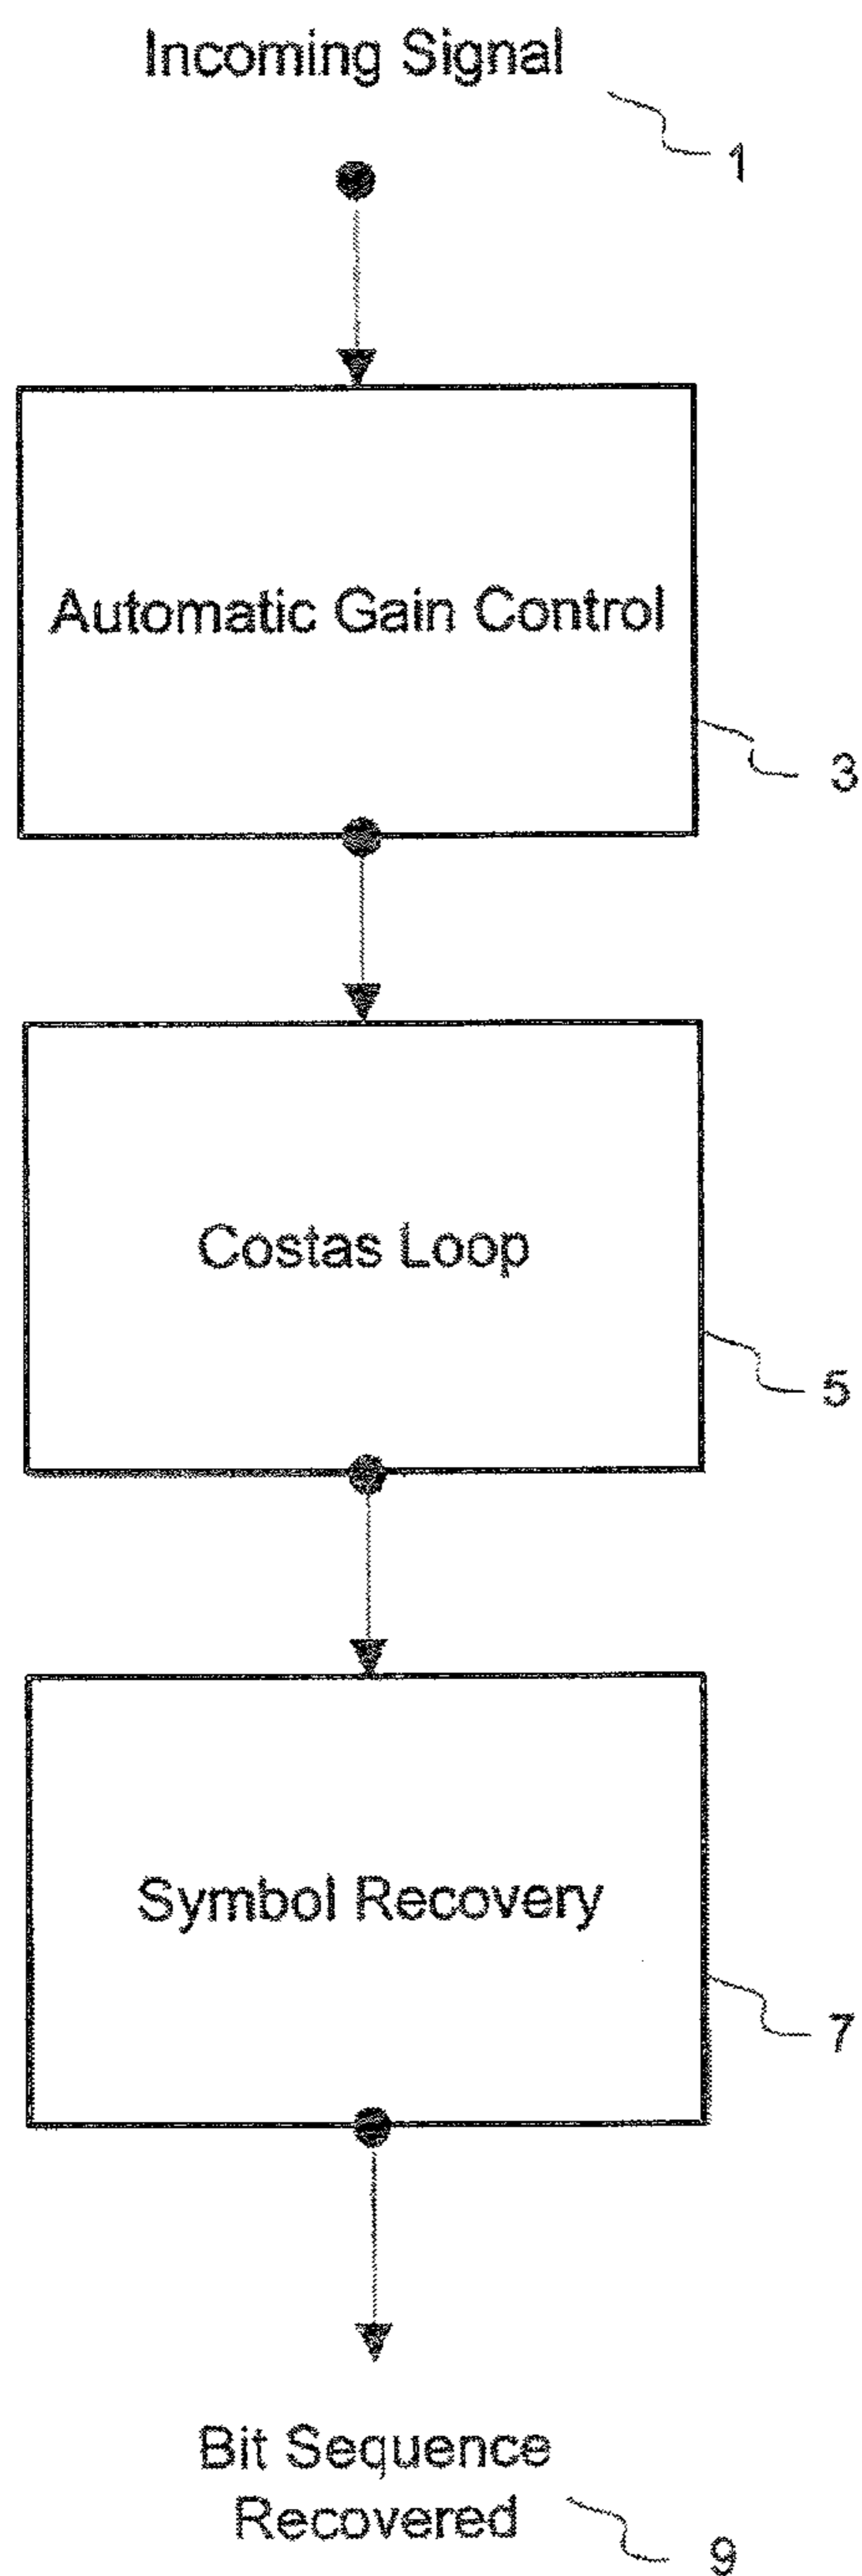 Incoming Signal
1
Automatic Gain Control
3
Costas Loop
5
Symbol Recovery
7
Bit Sequence
Recovered
9